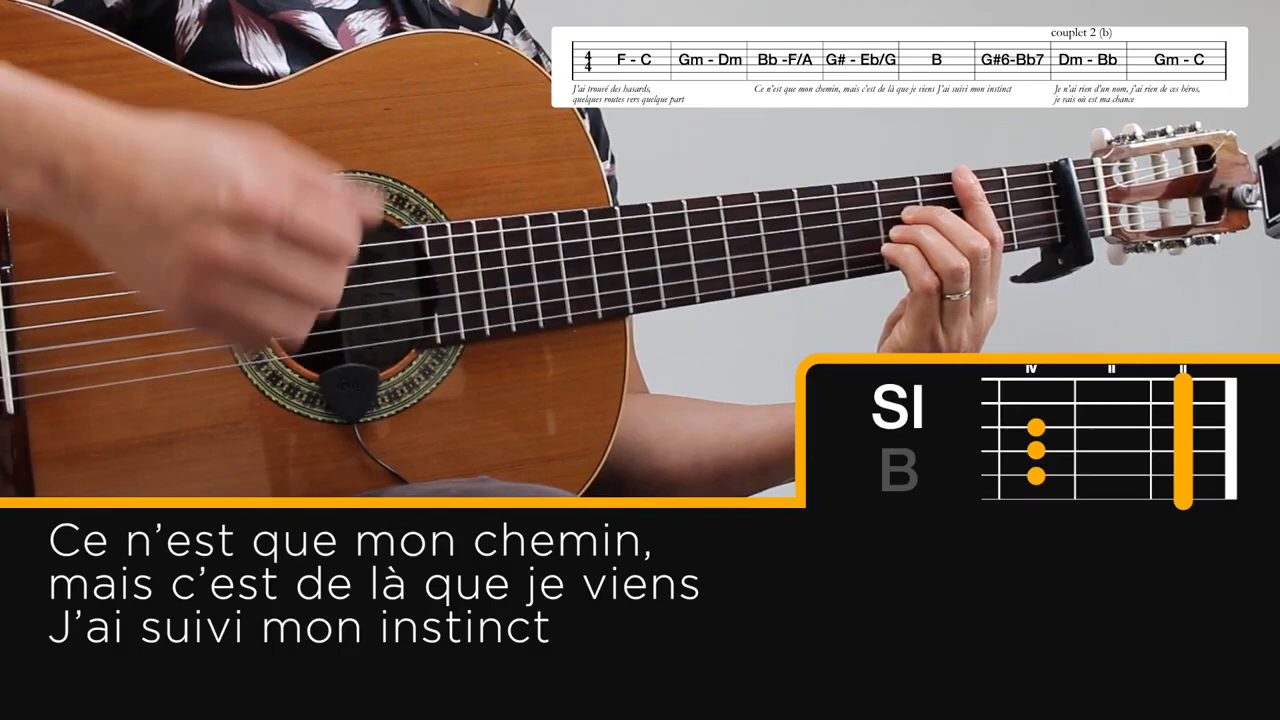 couplet 2 (b)
4 4 F - C Gm - Dm Bb -F/A G# - Eb/G B G#6-Bb7 Dm - Bb Gm - C
J'ai trouvé des hasards, Ce n'est que mon chemin, mais c'est de là que je viens J'ai suivi mon instinct Je n'ai rien d'un nom, j'ai rien de ces héros,
quelques routes vers quelque part je sais où est ma chance
SI
B
IV II II
Ce n'est que mon chemin,
mais c'est de là que je viens
J'ai suivi mon instinct